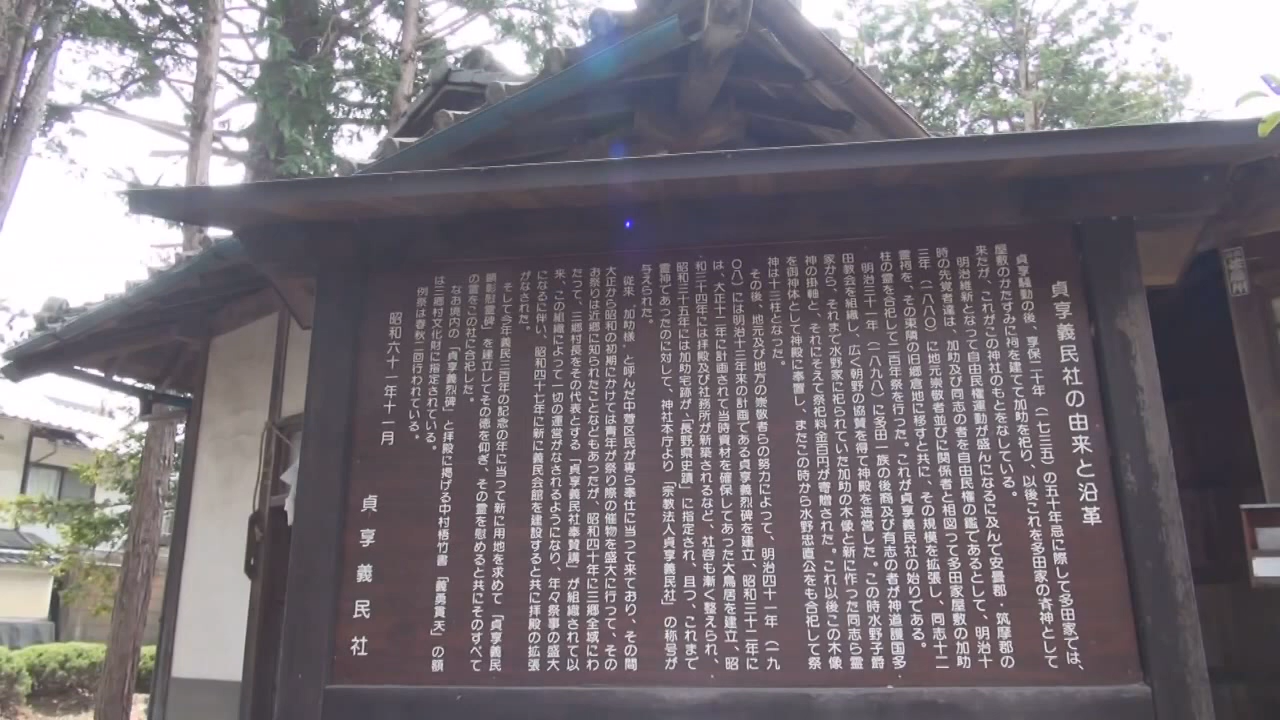 貞享義民社の由来と沿革
貞享騒動の後、享保二十年（一七三五）の五十年忌に際して多田家では、
屋敷のかたすみに祠を建てて加助を祀り、以後これを多田家の斉神として
来たが、これがこの神社のもとをなしている。
明治維新となって自由民権運動が盛んになるに及んで安曇郡・筑摩郡の
時の先覚者達は、加助及び同志の者を自由民権の鑑であるとして、明治十
三年（一八八〇）に地元崇敬者並びに関係者と相図って多田家屋敷の加助
霊祠を、その東隣の旧郷倉地に移すと共に、その規模を拡張し、同志十二
柱の霊を合祀して二百年祭を行った。これが貞享義民社の始りである。
明治三十一年（一八九八）に多田一族の後裔及び有志の者が神道護国多・
田教会を組織し、広く朝野の協賛を得て神殿を造営した。この時水野子爵
家から、それまで水野家に祀られていた加助の木像と新に作った同志ら霊
神の掛軸と、それにそえて祭祀料金百円が寄贈された。これ以後この木像
を御神体として神殿に奉置し、またこの時から水野忠直公をも合祀して祭
神は十三柱となった。
その後、地元及び地方の崇敬者らの努力によって、明治四十一年（一九
〇八）には明治十三年来の計画である貞享義烈碑を建立、昭和三十二年に
は、大正十二年に計画されて当時資材を確保してあった大鳥居を建立、昭
和三十四年には拝殿及び社務所が新築されるなど、社容も漸く整えられ、
昭和三十五年には加助宅跡が、「長野県史蹟」に指定され、且つ、これまで・
霊神であったのに対して、神社本庁より「宗教法人貞享義民社」の称号が
与えられた。
従来〝加助様〟と呼んだ中萱区民が専ら奉仕に当って来ており、その間
大正から昭和の初期にかけては青年が祭り際の催物を盛大に行って、その
お祭りは近郷に知られたことなどもあったが、昭和四十年に三郷全域にわ
たって、三郷村長をその代表とする「貞享義民社奉賛講」が組織されて以
来、この組織によって一切の運営がなされるようになり、年々祭事の盛大
になるに伴い、昭和四十七年に新に義民会館を建設すると共に拝殿の拡張
がなされた。
そして今年義民三百年の記念の年に当って新に用地を求めて「貞享義民
顕彰慰霊碑」を建立してその徳を仰ぎ、その霊を慰めると共にそのすべて
の霊をこの社に合祀した。
なお境内の「貞享義烈碑」と拝殿に掲げる中村梧竹書「義勇貫天」の額
は三郷村文化財に指定されている。
例祭は春秋二回行われている。
昭和六十一年十一月
貞享義民社